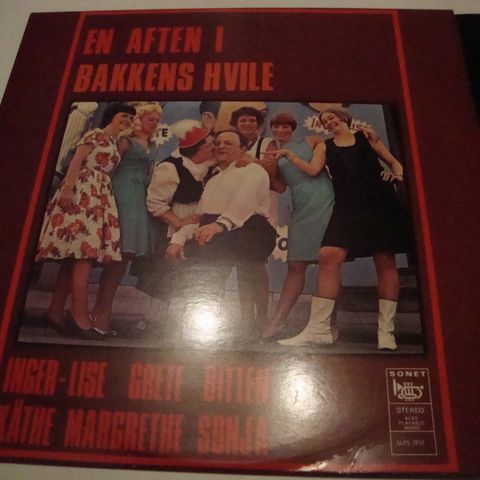 EN AFTEN I
BAKKENS HVILE
INGER-LISE GRETE BITTEN
KÄTHE MARGRETHE SONJA
SONET
STEREO
ALSO
PLAYABLE
MONO
SLPS 1951